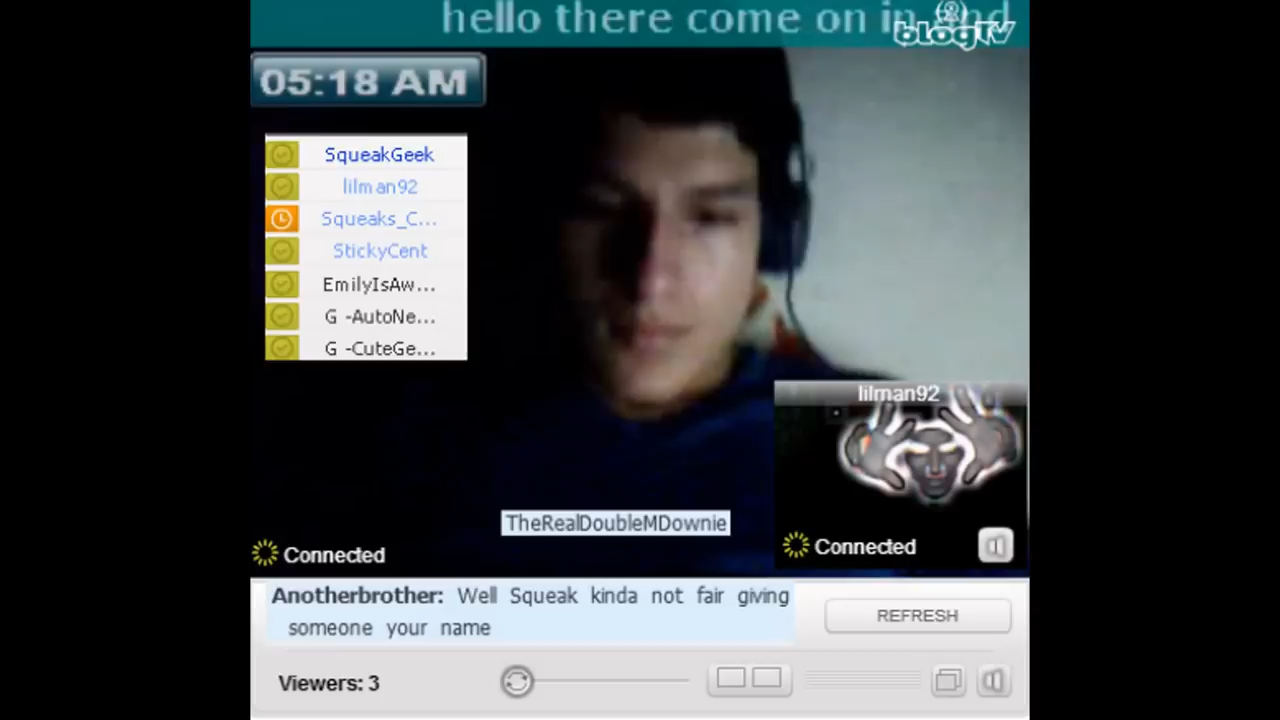 hello there come on in and
blogTV
05:18 AM
SqueakGeek
lilman92
Squeaks_C...
StickyCent
EmilyIsAw...
G -AutoNe...
G -CuteGe...
lilman92
TheRealDoubleMDownie
Connected
Connected
Anotherbrother: Well Squeak kinda not fair giving
someone your name
REFRESH
Viewers: 3